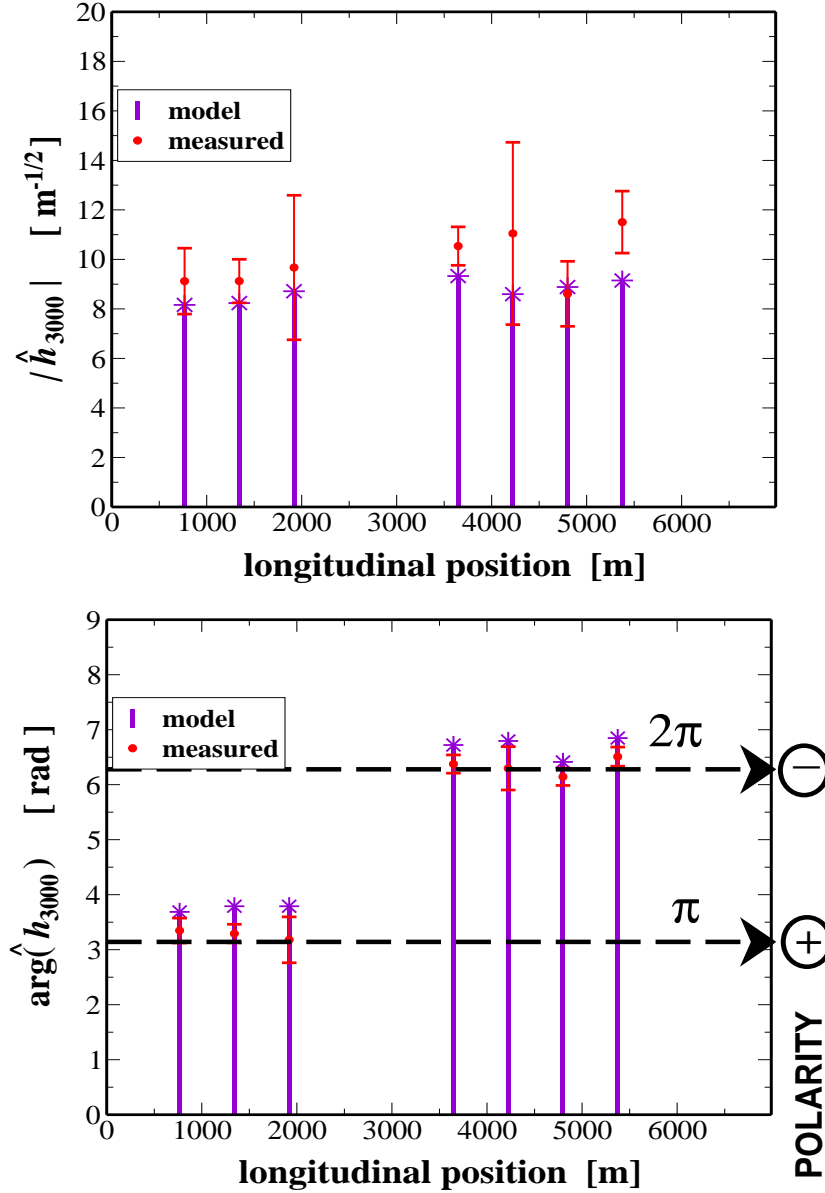 20
18
16
14
12
10
8
6
4
2
0
/ĥ3000| [ m-1/2]
model
measured
0 1000 2000 3000 4000 5000 6000
longitudinal position [m]
9
8
7
6
5
4
3
2
1
0
arĝ( h3000) [ rad ]
model
measured
2π
−
π
+
POLARITY
0 1000 2000 3000 4000 5000 6000
longitudinal position [m]